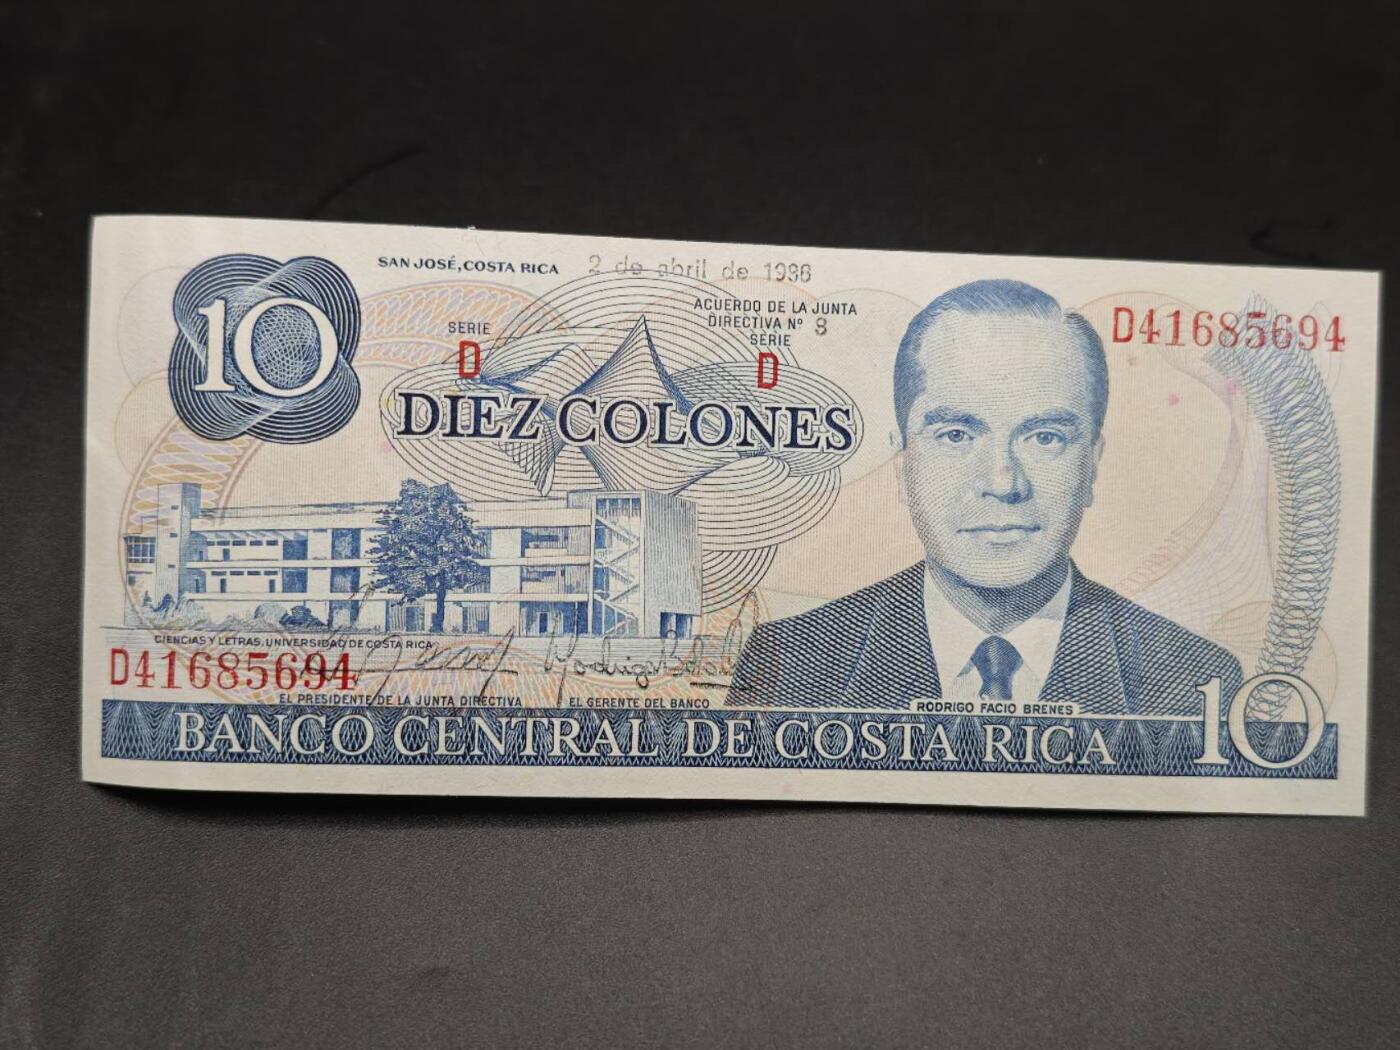 10
SAN JOSÉ, COSTA RICA 2 de abril de 1986
ACUERDO DE LA JUNTA
DIRECTIVA Nº 8
SERIE
D
SERIE
D
D41685694
DIEZ COLONES
CIENCIAS Y LETRAS, UNIVERSIDAD DE COSTA RICA
D41685694
EL PRESIDENTE DE LA JUNTA DIRECTIVA
EL GERENTE DEL BANCO
RODRIGO FACIO BRENES
BANCO CENTRAL DE COSTA RICA
10